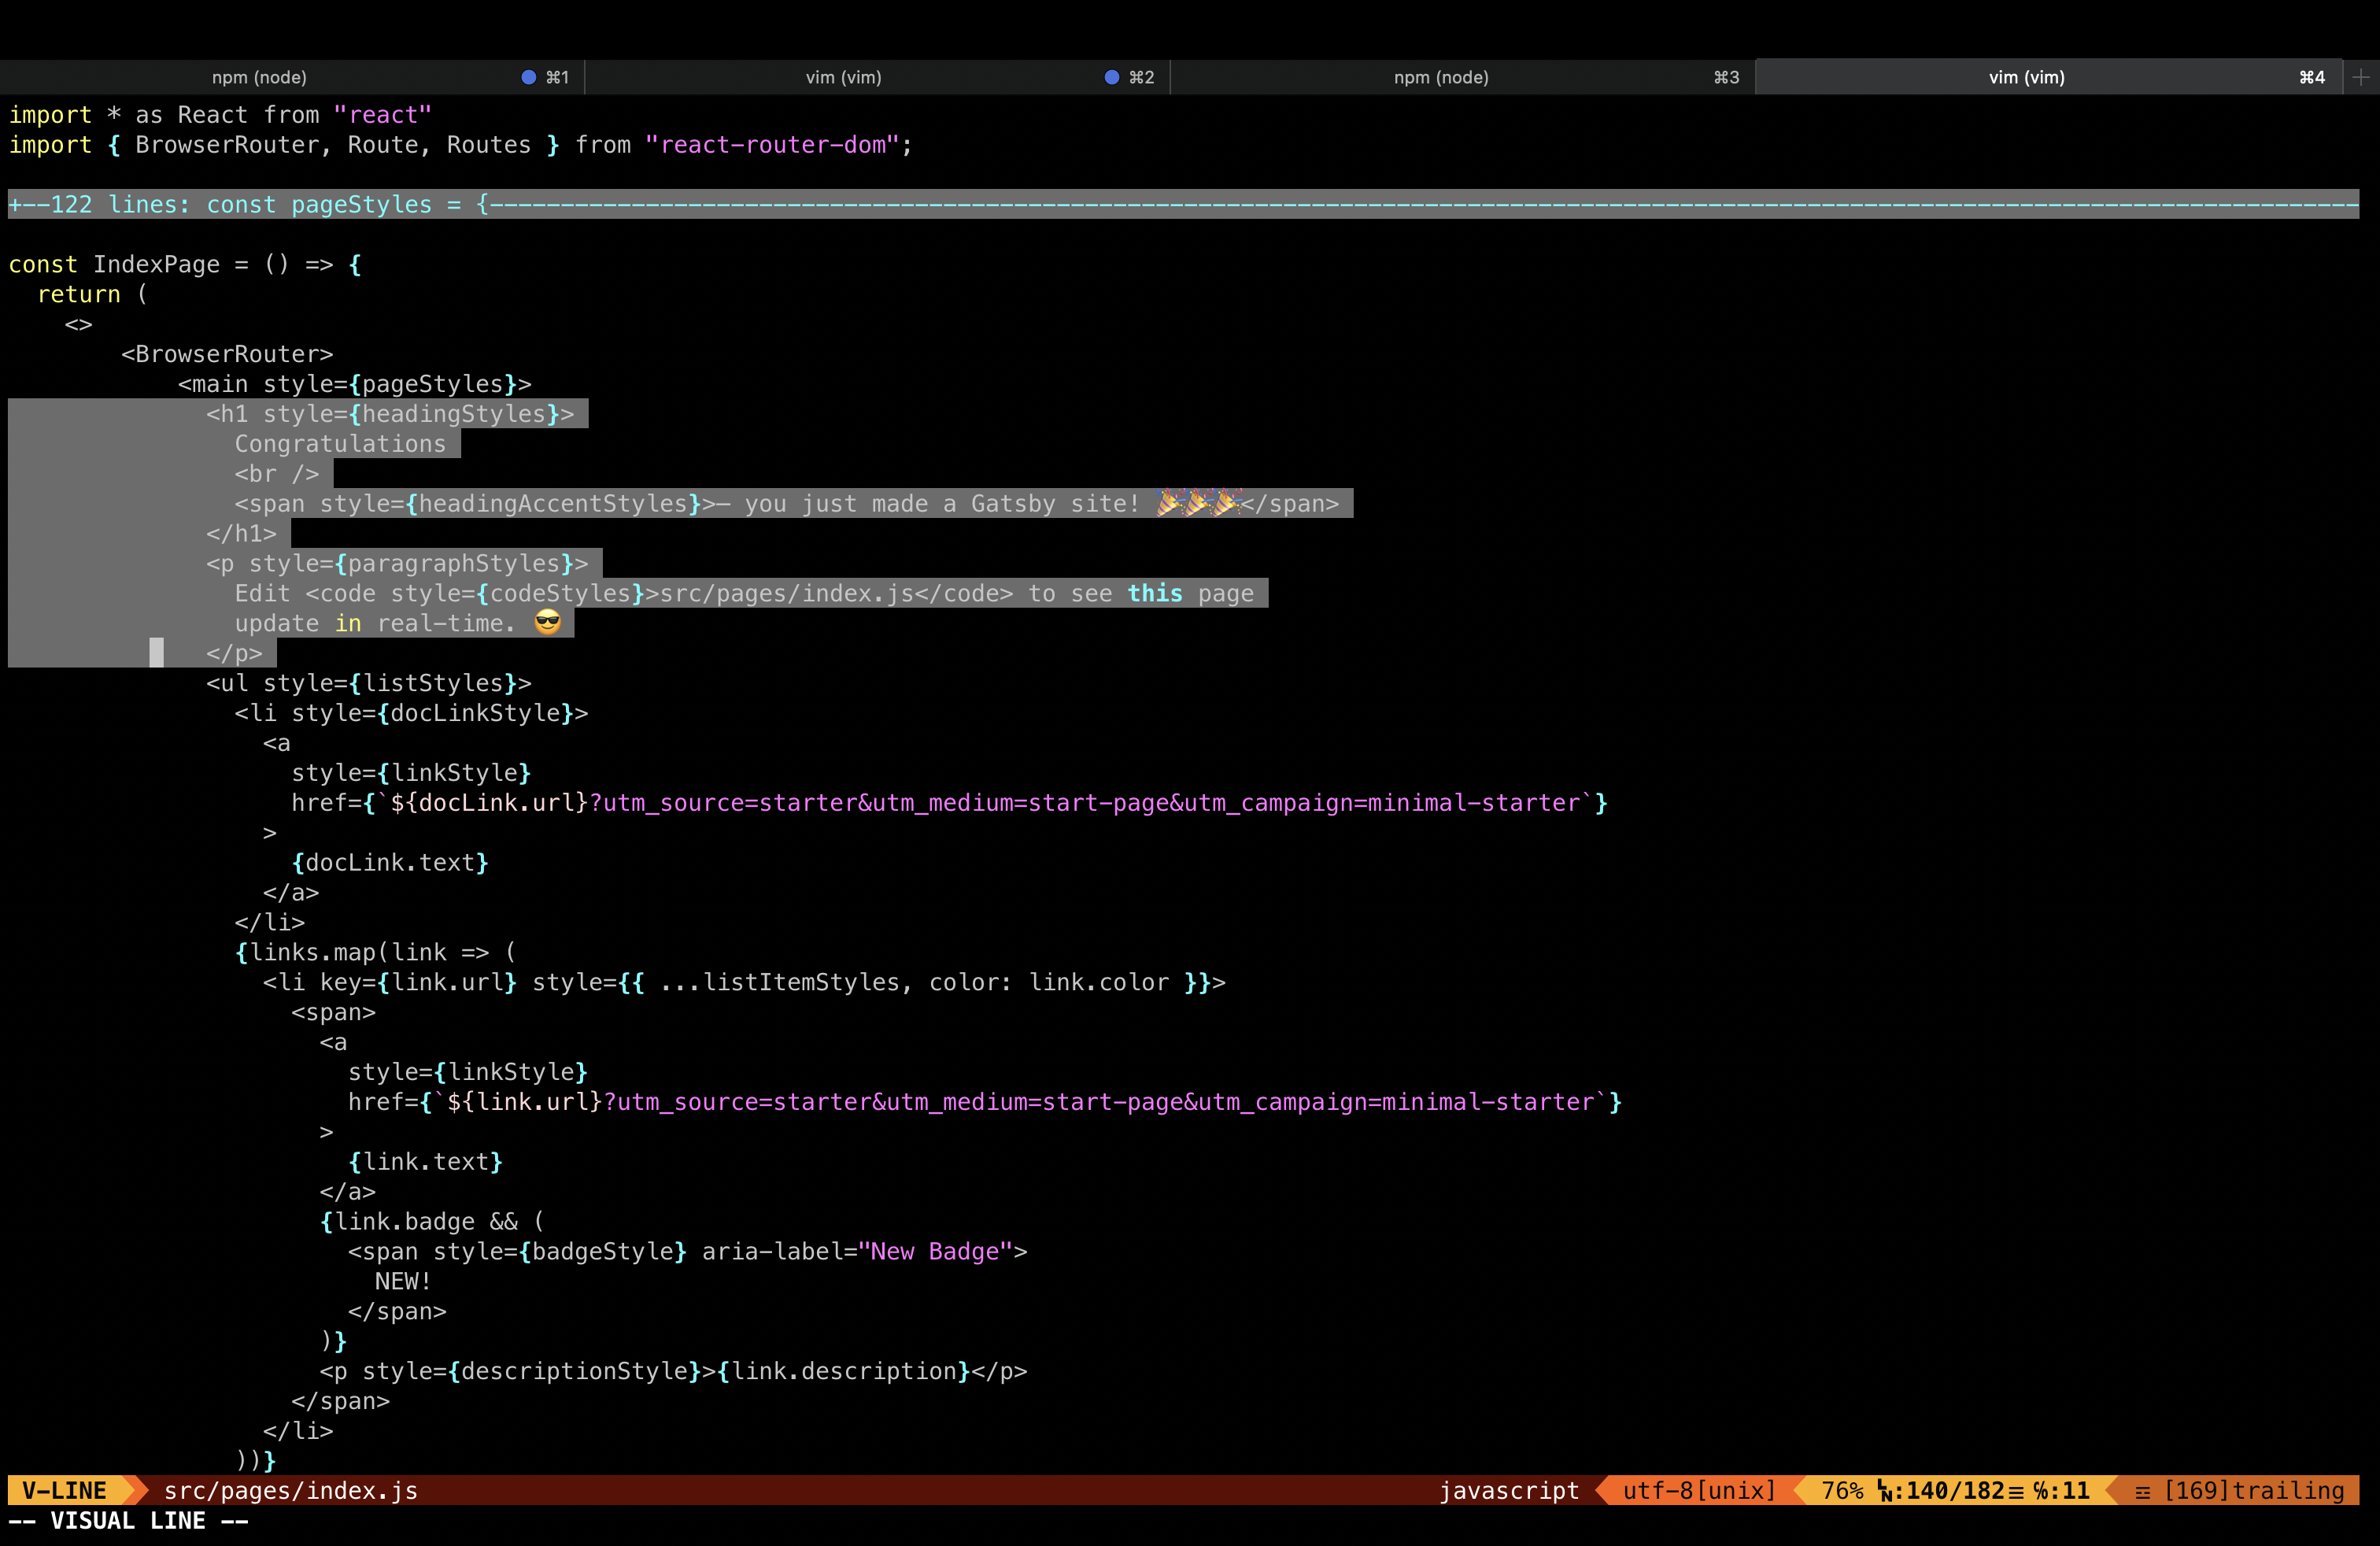 npm (node) ⌘1 vim (vim) ⌘2 npm (node) ⌘3 vim (vim) ⌘4 +
import * as React from "react"
import { BrowserRouter, Route, Routes } from "react-router-dom";
+--122 lines: const pageStyles = {------------------------------------------------------------------------------------------------------------------------------------
const IndexPage = () => {
  return (
    <>
        <BrowserRouter>
            <main style={pageStyles}>
              <h1 style={headingStyles}>
                Congratulations
                <br />
                <span style={headingAccentStyles}>— you just made a Gatsby site! 🎉🎉🎉</span>
              </h1>
              <p style={paragraphStyles}>
                Edit <code style={codeStyles}>src/pages/index.js</code> to see this page
                update in real-time. 😎
              </p>
              <ul style={listStyles}>
                <li style={docLinkStyle}>
                  <a
                    style={linkStyle}
                    href={`${docLink.url}?utm_source=starter&utm_medium=start-page&utm_campaign=minimal-starter`}
                  >
                    {docLink.text}
                  </a>
                </li>
                {links.map(link => (
                  <li key={link.url} style={{ ...listItemStyles, color: link.color }}>
                    <span>
                      <a
                        style={linkStyle}
                        href={`${link.url}?utm_source=starter&utm_medium=start-page&utm_campaign=minimal-starter`}
                      >
                        {link.text}
                      </a>
                      {link.badge && (
                        <span style={badgeStyle} aria-label="New Badge">
                          NEW!
                        </span>
                      )}
                      <p style={descriptionStyle}>{link.description}</p>
                    </span>
                  </li>
                ))}
V-LINE src/pages/index.js javascript utf-8[unix] 76% ␤:140/182≡ ℅:11 ☲ [169]trailing
-- VISUAL LINE --